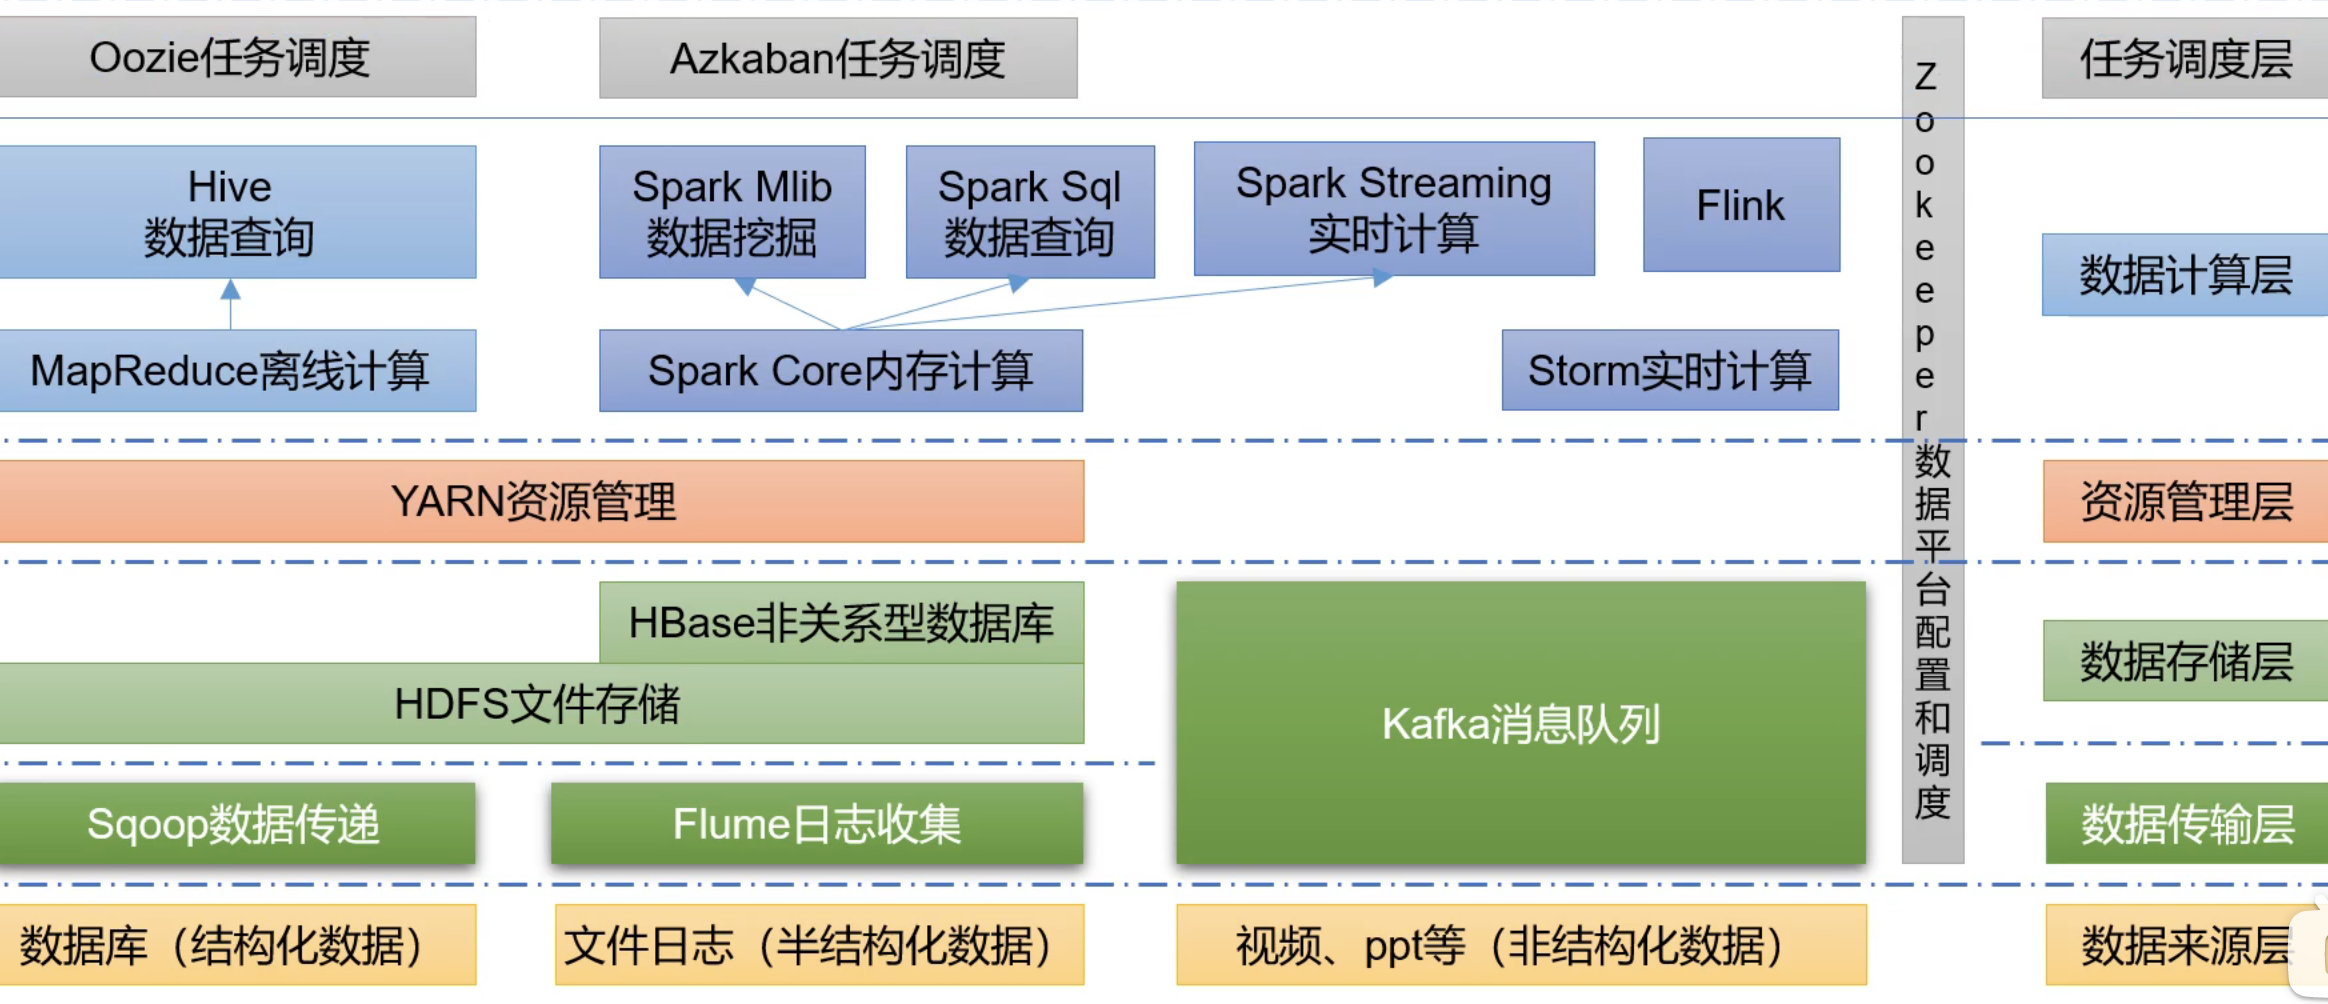 Oozie任务调度
Azkaban任务调度
任务调度层
Hive
数据查询
Spark Mlib
数据挖掘
Spark Sql
数据查询
Spark Streaming
实时计算
Flink
数据计算层
MapReduce离线计算
Spark Core内存计算
Storm实时计算
YARN资源管理
资源管理层
HBase非关系型数据库
HDFS文件存储
Kafka消息队列
数据存储层
Sqoop数据传递
Flume日志收集
数据传输层
Zookeeper数据平台配置和调度
数据库（结构化数据）
文件日志（半结构化数据）
视频、ppt等（非结构化数据）
数据来源层